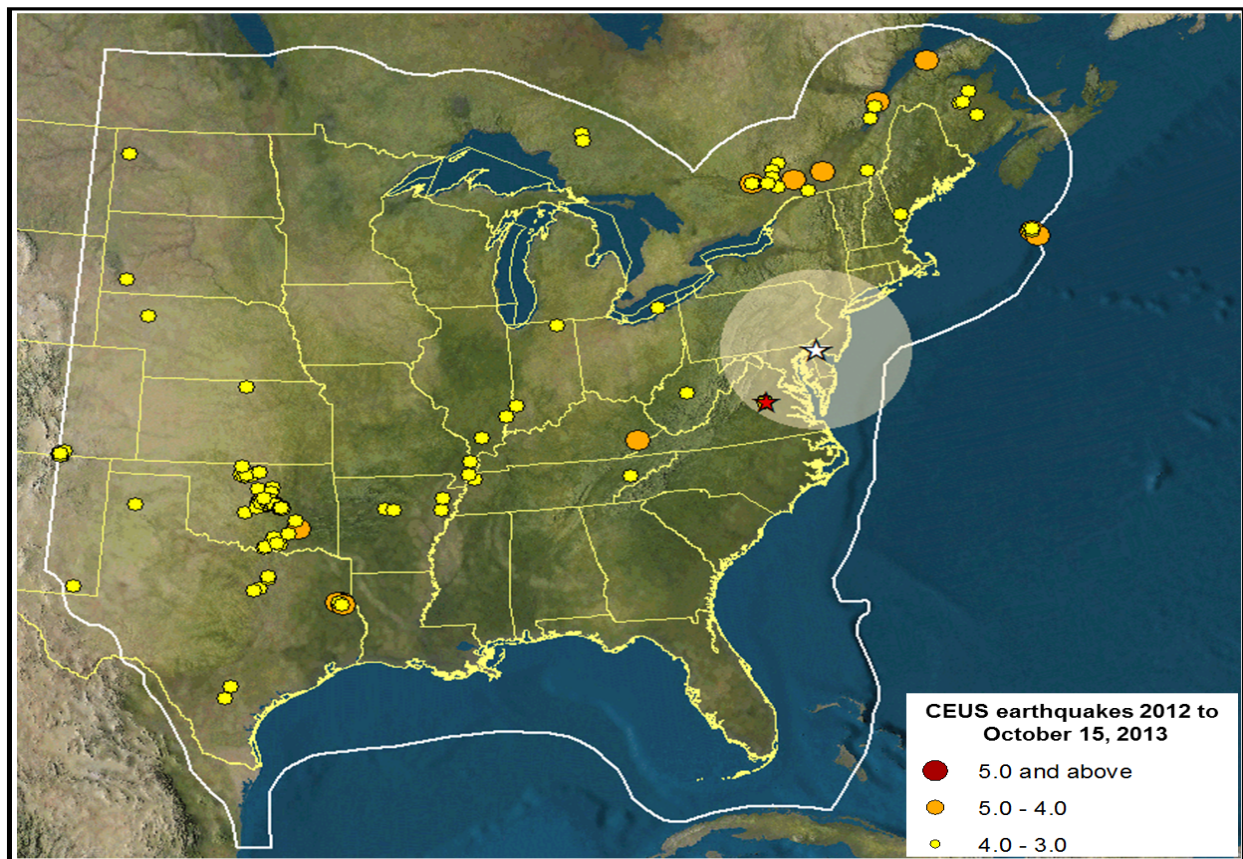 CEUS earthquakes 2012 to
October 15, 2013
5.0 and above
5.0 - 4.0
4.0 - 3.0